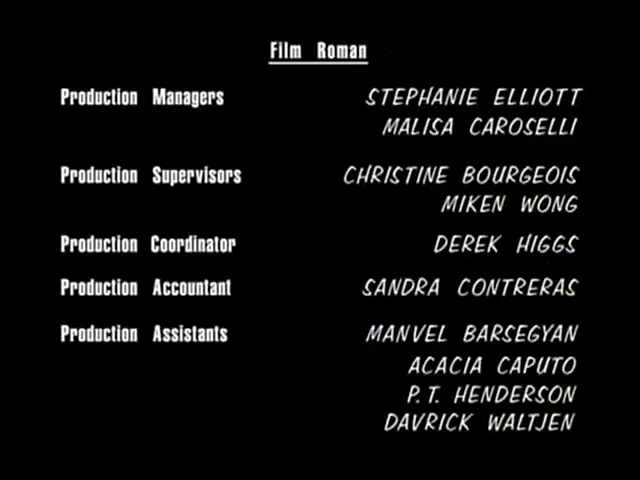 Film Roman
Production Managers STEPHANIE ELLIOTT
MALISA CAROSELLI
Production Supervisors CHRISTINE BOURGEOIS
MIKEN WONG
Production Coordinator DEREK HIGGS
Production Accountant SANDRA CONTRERAS
Production Assistants MANVEL BARSEGYAN
ACACIA CAPUTO
P.T. HENDERSON
DAVRICK WALTJEN